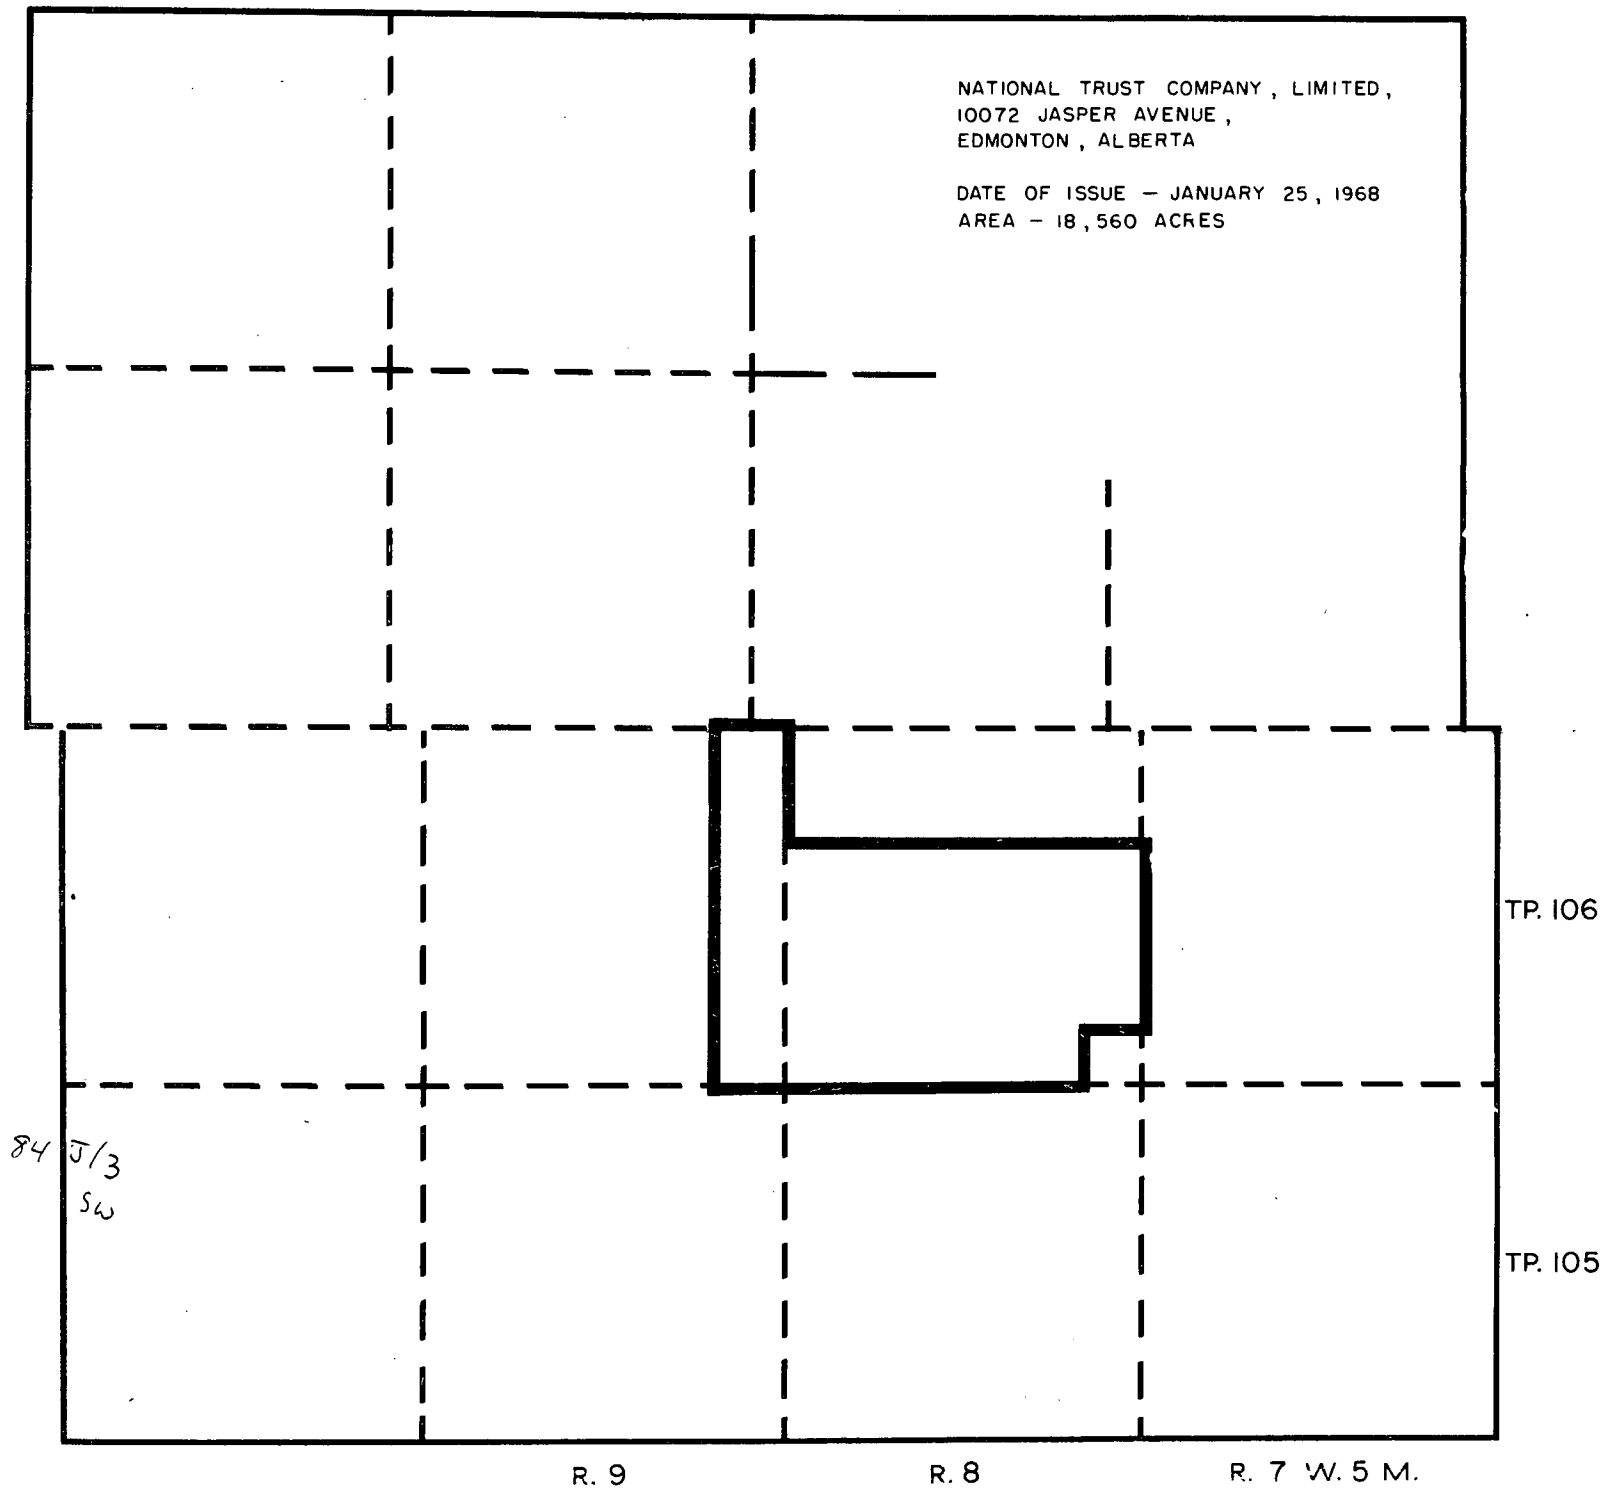 NATIONAL TRUST COMPANY, LIMITED,
10072 JASPER AVENUE,
EDMONTON, ALBERTA
DATE OF ISSUE — JANUARY 25, 1968
AREA — 18,560 ACRES
TP. 106
84 J/3
SW
TP. 105
R. 9
R. 8
R. 7 W. 5 M.